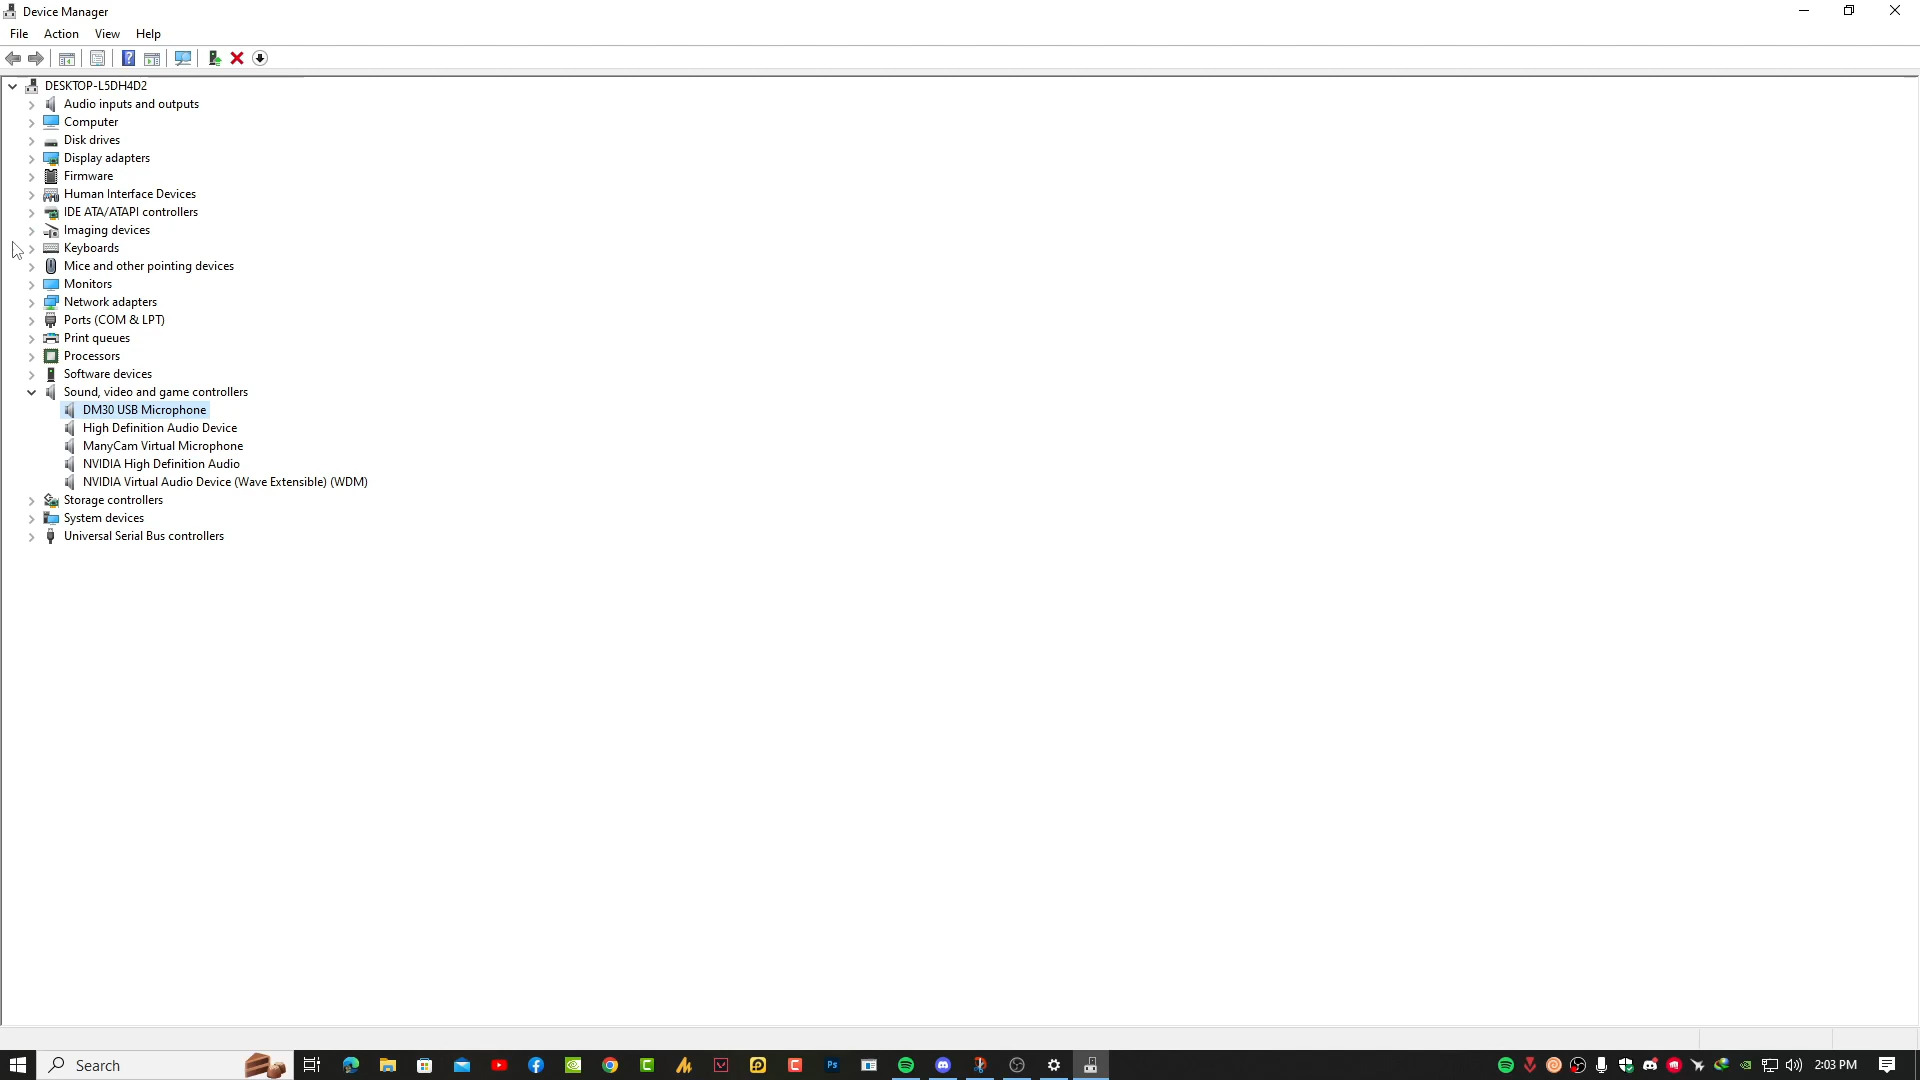 Device Manager
File Action View Help
DESKTOP-L5DH4D2
Audio inputs and outputs
Computer
Disk drives
Display adapters
Firmware
Human Interface Devices
IDE ATA/ATAPI controllers
Imaging devices
Keyboards
Mice and other pointing devices
Monitors
Network adapters
Ports (COM & LPT)
Print queues
Processors
Software devices
Sound, video and game controllers
DM30 USB Microphone
High Definition Audio Device
ManyCam Virtual Microphone
NVIDIA High Definition Audio
NVIDIA Virtual Audio Device (Wave Extensible) (WDM)
Storage controllers
System devices
Universal Serial Bus controllers
Search
Ps
2:03 PM